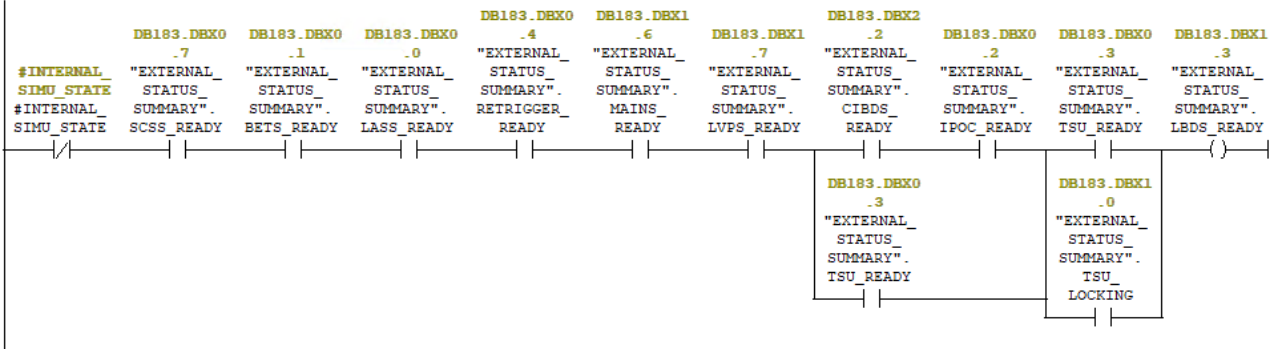 #INTERNAL_
SIMU_STATE
#INTERNAL_
SIMU_STATE
DB183.DBX0
.7
"EXTERNAL_
STATUS_
SUMMARY".
SCSS_READY
DB183.DBX0
.1
"EXTERNAL_
STATUS_
SUMMARY".
BETS_READY
DB183.DBX0
.0
"EXTERNAL_
STATUS_
SUMMARY".
LASS_READY
DB183.DBX0
.4
"EXTERNAL_
STATUS_
SUMMARY".
RETRIGGER_
READY
DB183.DBX1
.6
"EXTERNAL_
STATUS_
SUMMARY".
MAINS_
READY
DB183.DBX1
.7
"EXTERNAL_
STATUS_
SUMMARY".
LVPS_READY
DB183.DBX2
.2
"EXTERNAL_
STATUS_
SUMMARY".
CIBDS_
READY
DB183.DBX0
.2
"EXTERNAL_
STATUS_
SUMMARY".
IPOC_READY
DB183.DBX0
.3
"EXTERNAL_
STATUS_
SUMMARY".
TSU_READY
DB183.DBX1
.3
"EXTERNAL_
STATUS_
SUMMARY".
LBDS_READY
DB183.DBX0
.3
"EXTERNAL_
STATUS_
SUMMARY".
TSU_READY
DB183.DBX1
.0
"EXTERNAL_
STATUS_
SUMMARY".
TSU_
LOCKING